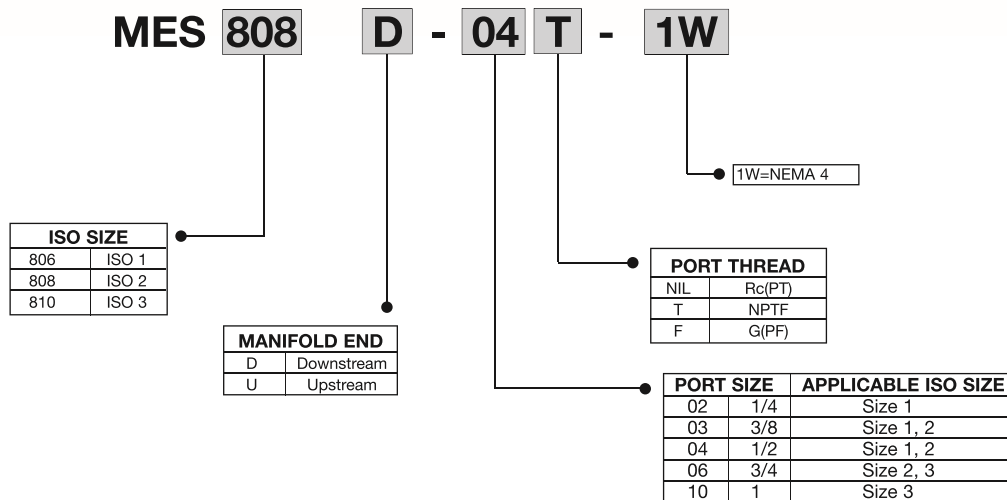 MES 808 D - 04 T - 1W
1W=NEMA 4
ISO SIZE
806 ISO 1
808 ISO 2
810 ISO 3
PORT THREAD
NIL Rc(PT)
T NPTF
F G(PF)
MANIFOLD END
D Downstream
U Upstream
PORT SIZE APPLICABLE ISO SIZE
02 1/4 Size 1
03 3/8 Size 1, 2
04 1/2 Size 1, 2
06 3/4 Size 2, 3
10 1 Size 3